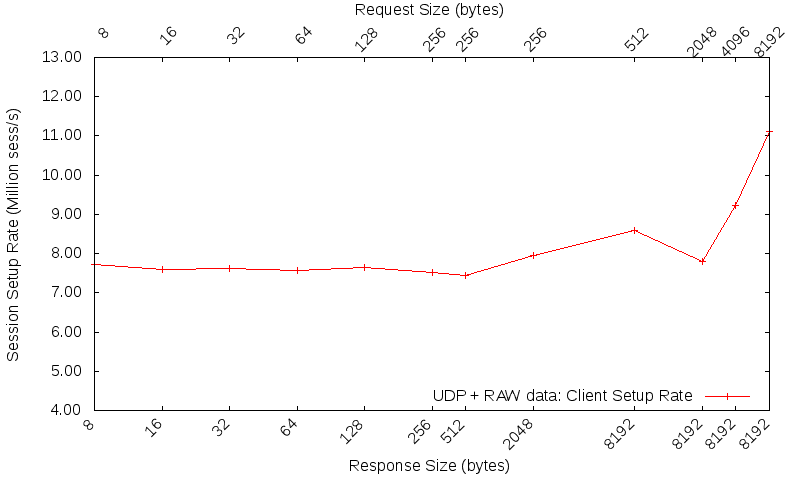 Request Size (bytes)
8 16 32 64 128 256 256 256 512 2048 4096 8192
13.00
12.00
11.00
10.00
9.00
8.00
7.00
6.00
5.00
4.00
Session Setup Rate (Million sess/s)
UDP + RAW data: Client Setup Rate
8 16 32 64 128 256 512 2048 8192 8192 8192 8192
Response Size (bytes)